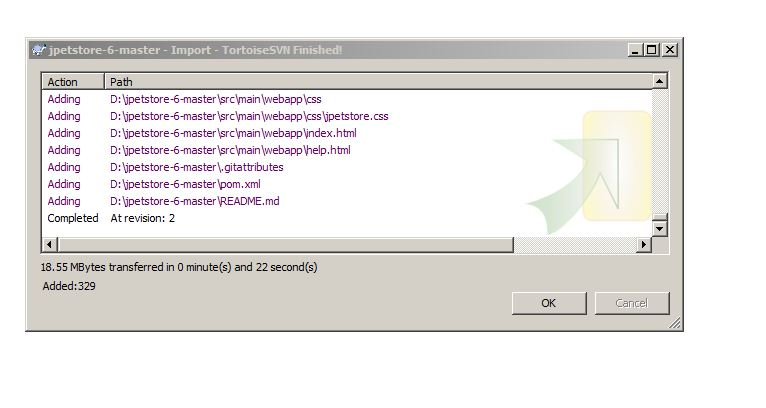 jpetstore-6-master - Import - TortoiseSVN Finished!
Action Path
Adding D:\jpetstore-6-master\src\main\webapp\css
Adding D:\jpetstore-6-master\src\main\webapp\css\jpetstore.css
Adding D:\jpetstore-6-master\src\main\webapp\index.html
Adding D:\jpetstore-6-master\src\main\webapp\help.html
Adding D:\jpetstore-6-master\.gitattributes
Adding D:\jpetstore-6-master\pom.xml
Adding D:\jpetstore-6-master\README.md
Completed At revision: 2
18.55 MBytes transferred in 0 minute(s) and 22 second(s)
Added:329
OK Cancel